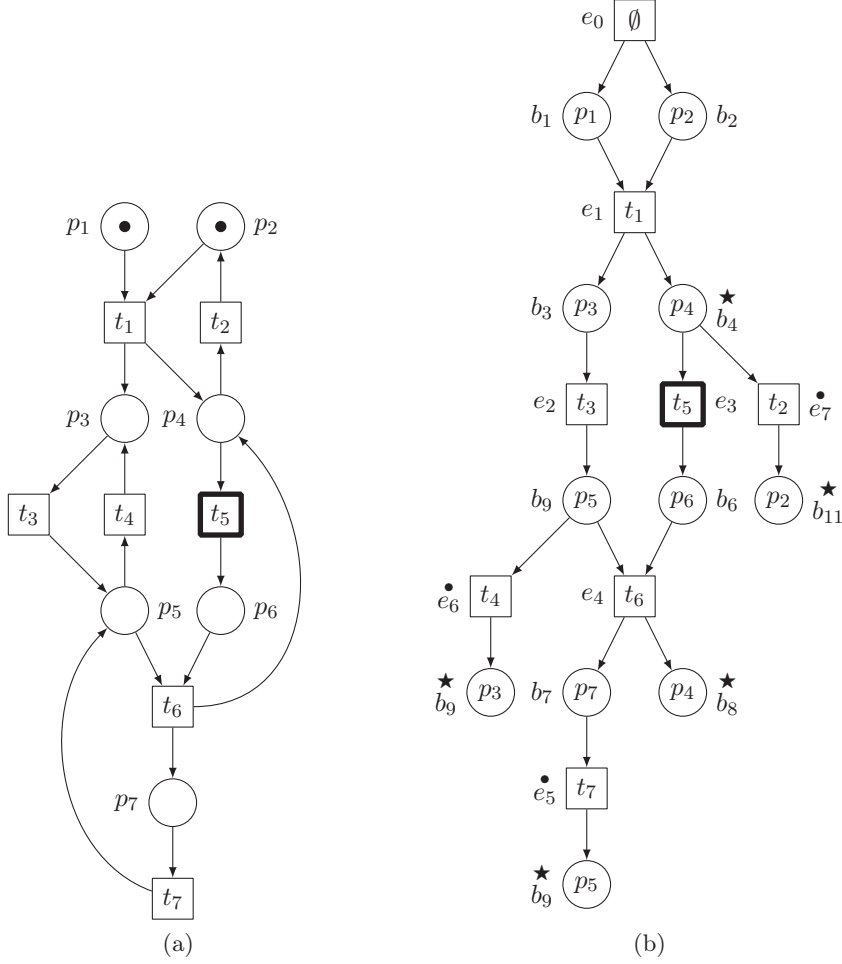 e0 ∅
b1 p1 p2 b2
e1 t1
b3 p3 p4 ★ b4
e2 t3 t5 e3 t2 • e7
b9 p5 p6 b6 p2 ★ b11
• e6 t4 e4 t6
★ b9 p3 b7 p7 p4 ★ b8
• e5 t7
★ b9 p5
(b)
p1 p2
t1 t2
p3 p4
t3 t4 t5
p5 p6
t6
p7
t7
(a)